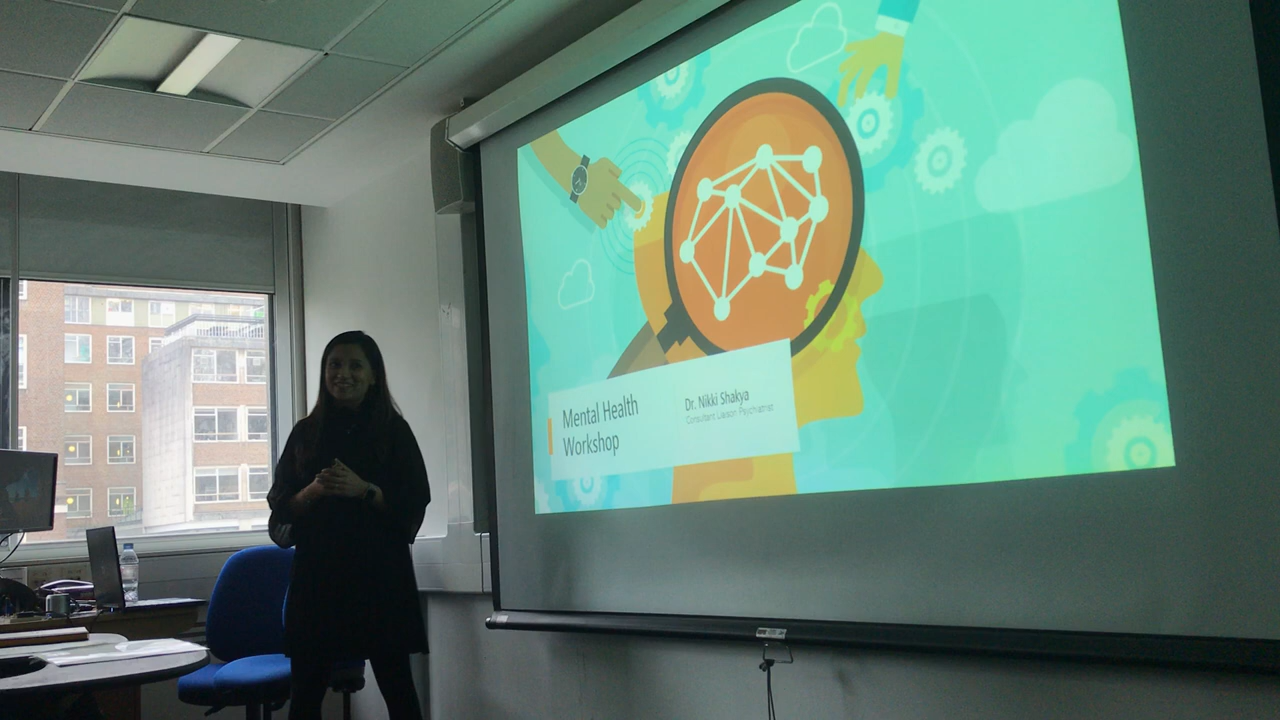 Mental Health
Workshop
Dr. Nikki Shakya
Consultant Liaison Psychiatrist